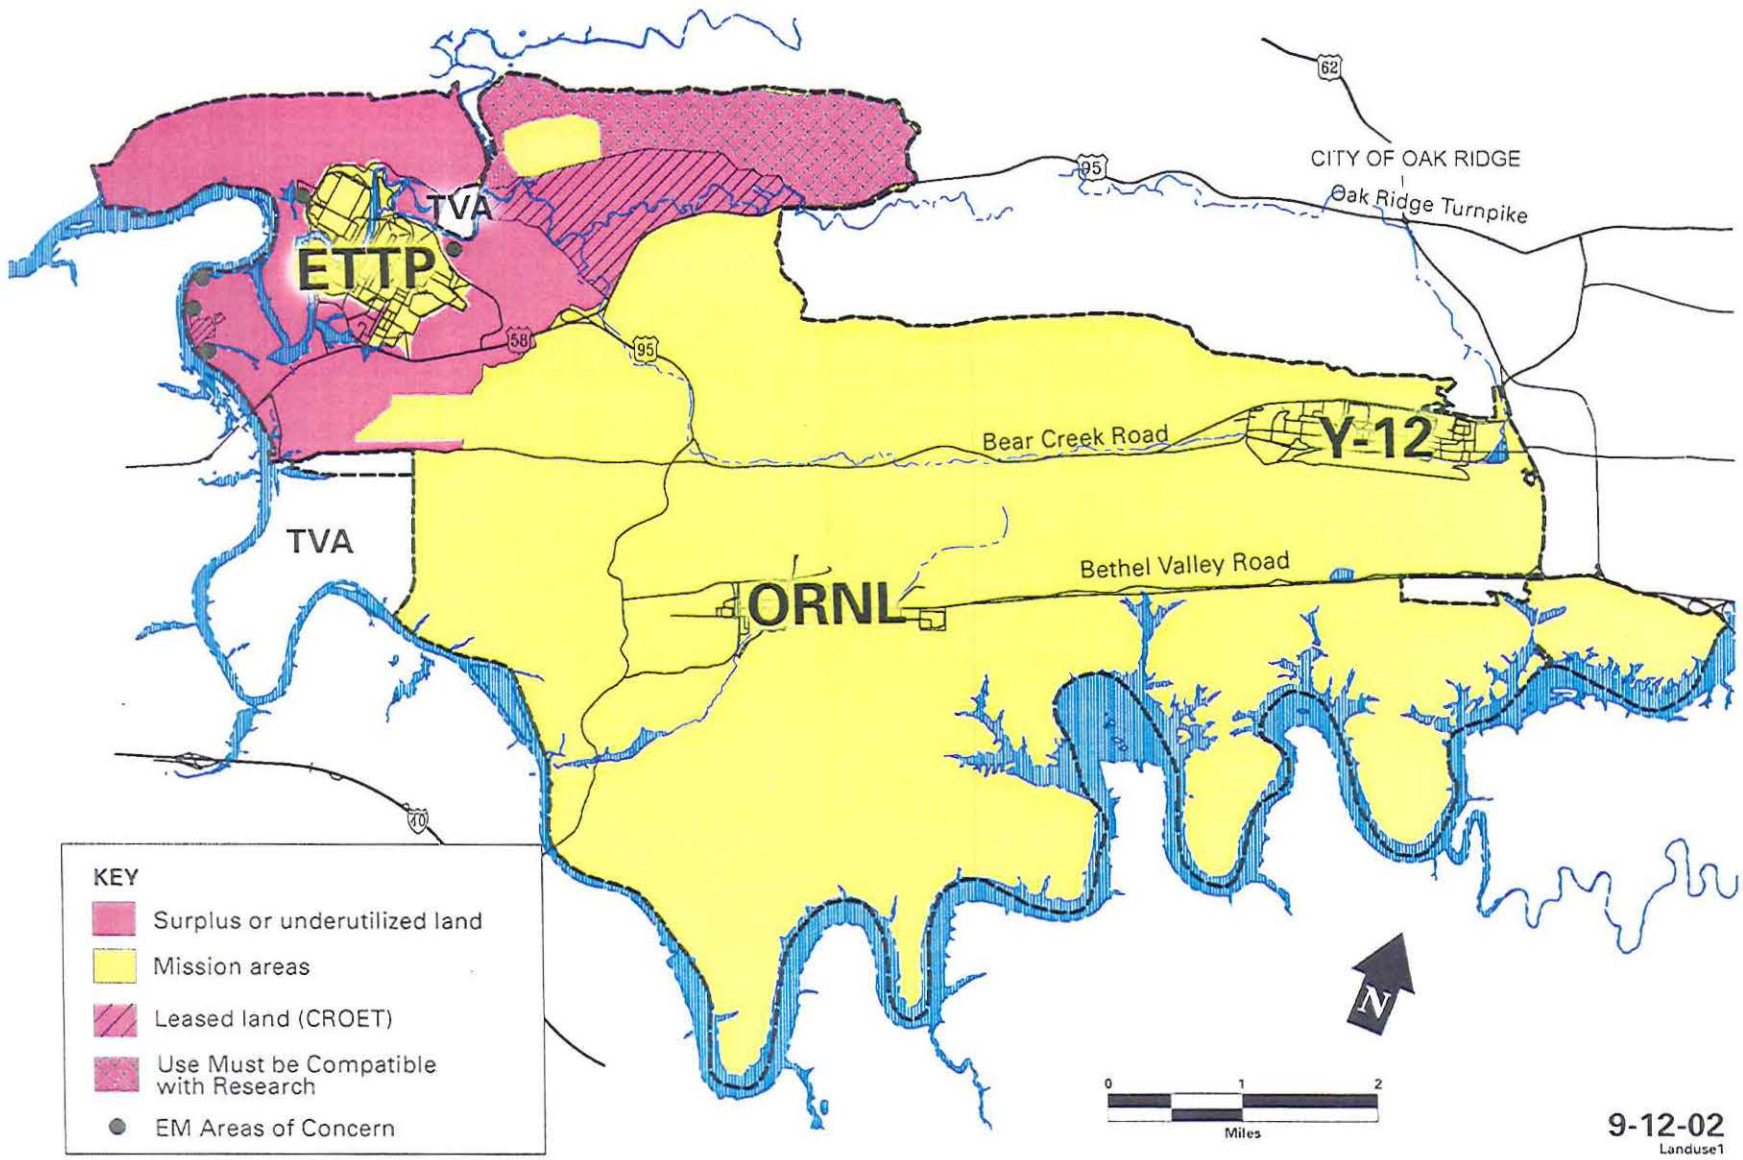 62
CITY OF OAK RIDGE
95
Oak Ridge Turnpike
TVA
ETTP
58
95
Bear Creek Road
Y-12
TVA
Bethel Valley Road
ORNL
40
KEY
Surplus or underutilized land
Mission areas
Leased land (CROET)
Use Must be Compatible
with Research
EM Areas of Concern
N
0 1 2
Miles
9-12-02
Landuse1